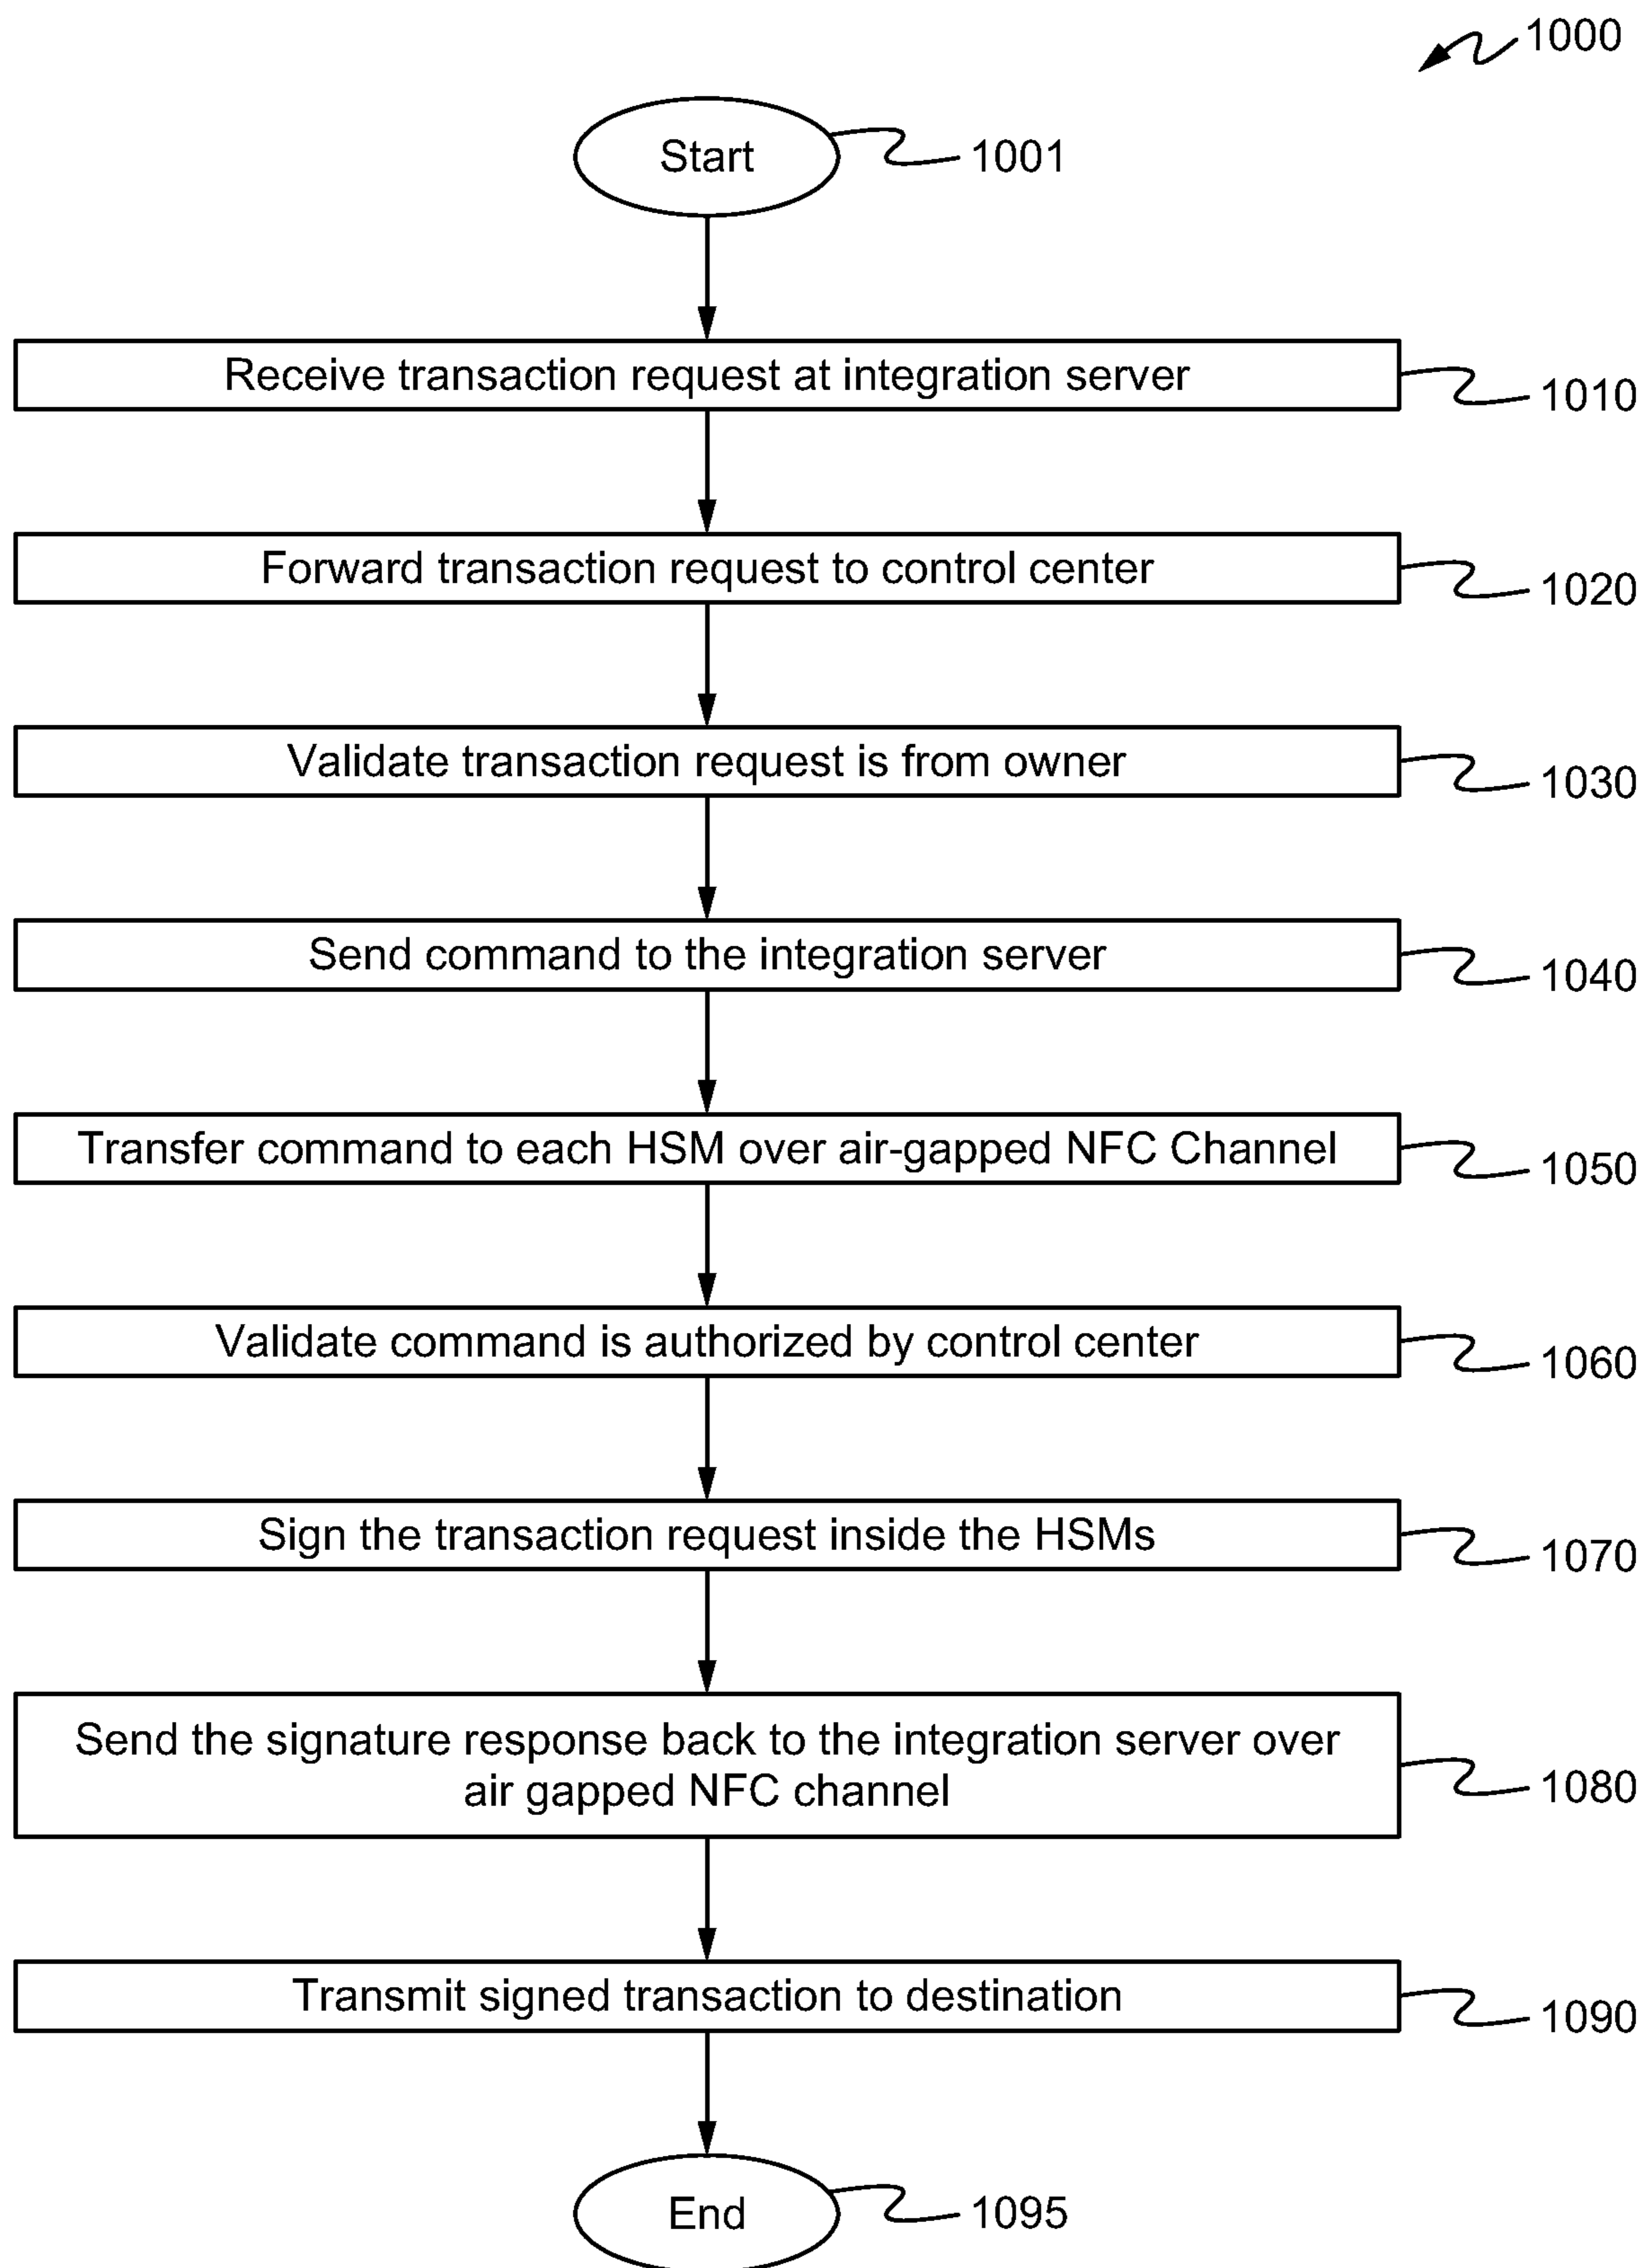 1000
Start
1001
Receive transaction request at integration server
1010
Forward transaction request to control center
1020
Validate transaction request is from owner
1030
Send command to the integration server
1040
Transfer command to each HSM over air-gapped NFC Channel
1050
Validate command is authorized by control center
1060
Sign the transaction request inside the HSMs
1070
Send the signature response back to the integration server over
air gapped NFC channel
1080
Transmit signed transaction to destination
1090
End
1095